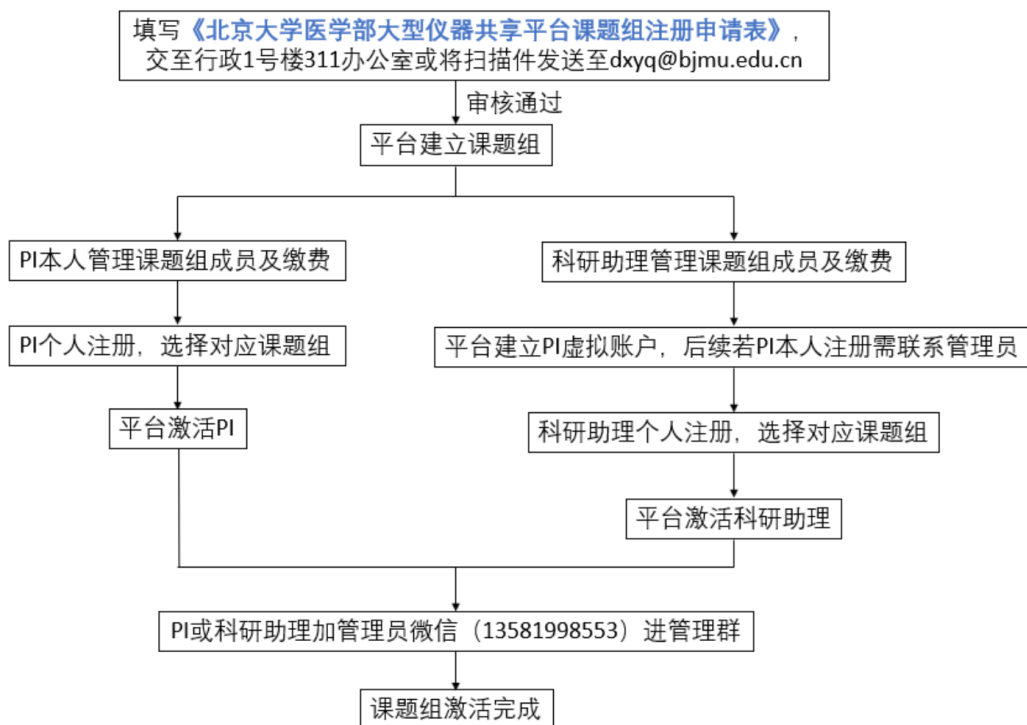 填写《北京大学医学部大型仪器共享平台课题组注册申请表》，
交至行政1号楼311办公室或将扫描件发送至dxyq@bjmu.edu.cn
审核通过
平台建立课题组
PI本人管理课题组成员及缴费
科研助理管理课题组成员及缴费
PI个人注册，选择对应课题组
平台建立PI虚拟账户，后续若PI本人注册需联系管理员
平台激活PI
科研助理个人注册，选择对应课题组
平台激活科研助理
PI或科研助理加管理员微信（13581998553）进管理群
课题组激活完成